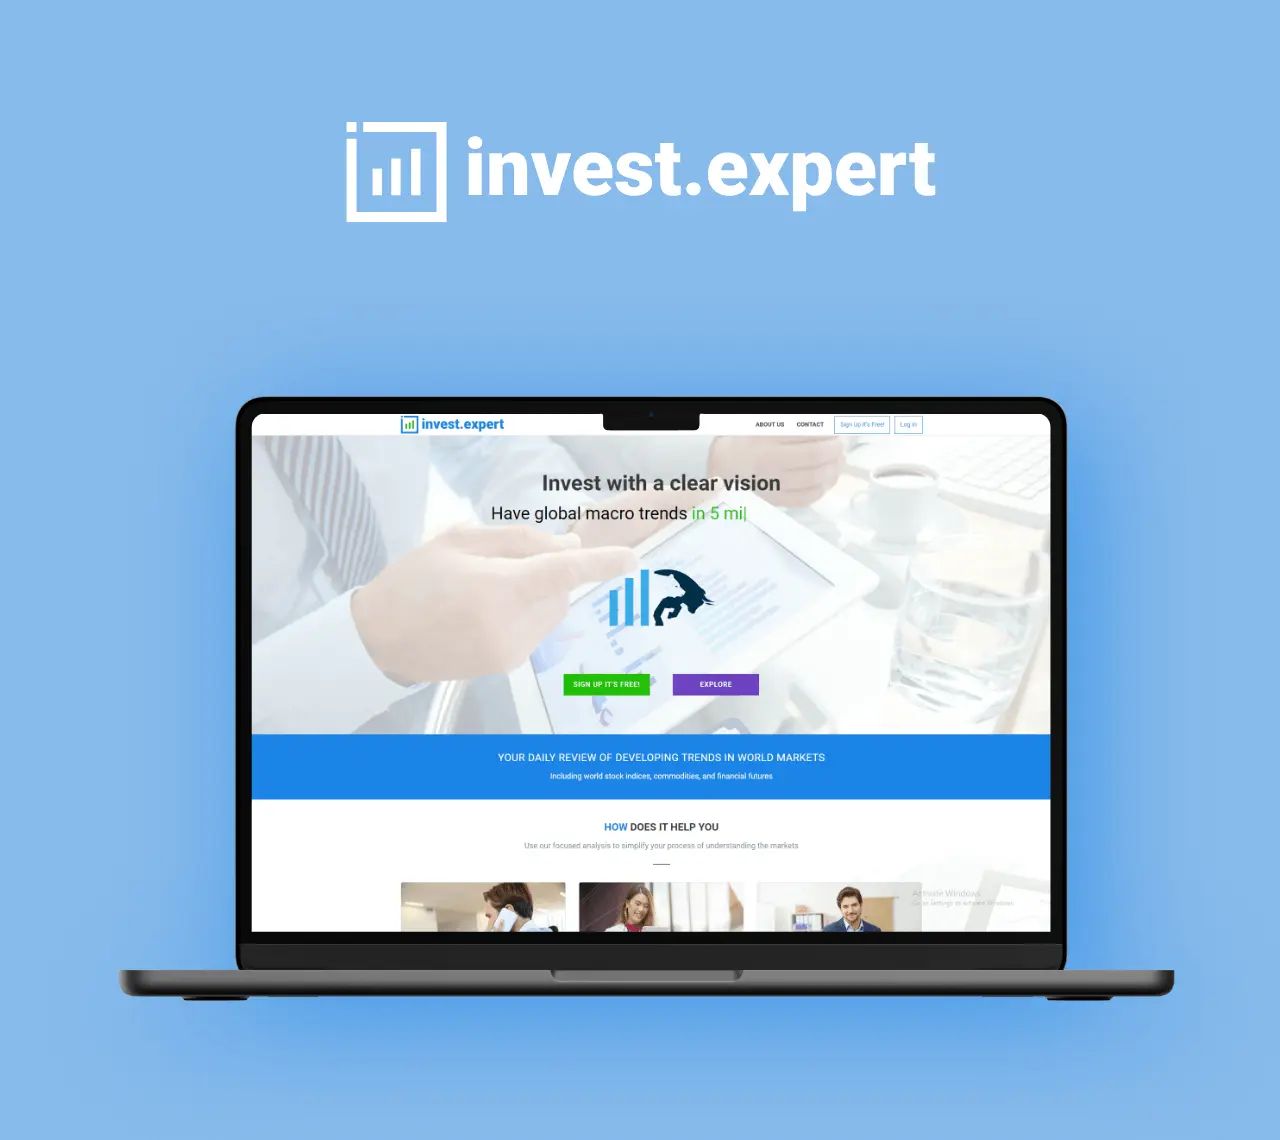 invest.expert
invest.expert
ABOUT US
CONTACT
Sign Up It's Free!
Log In
Invest with a clear vision
Have global macro trends in 5 mi|
SIGN UP IT'S FREE!
EXPLORE
YOUR DAILY REVIEW OF DEVELOPING TRENDS IN WORLD MARKETS
Including world stock indices, commodities, and financial futures
HOW DOES IT HELP YOU
Use our focused analysis to simplify your process of understanding the markets
Activate Windows
Go to Settings to activate Windows.